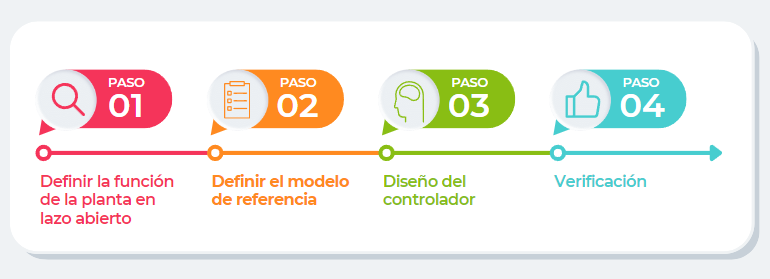 PASO
01
PASO
02
PASO
03
PASO
04
Definir la función
de la planta en
lazo abierto
Definir el modelo
de referencia
Diseño del
controlador
Verificación